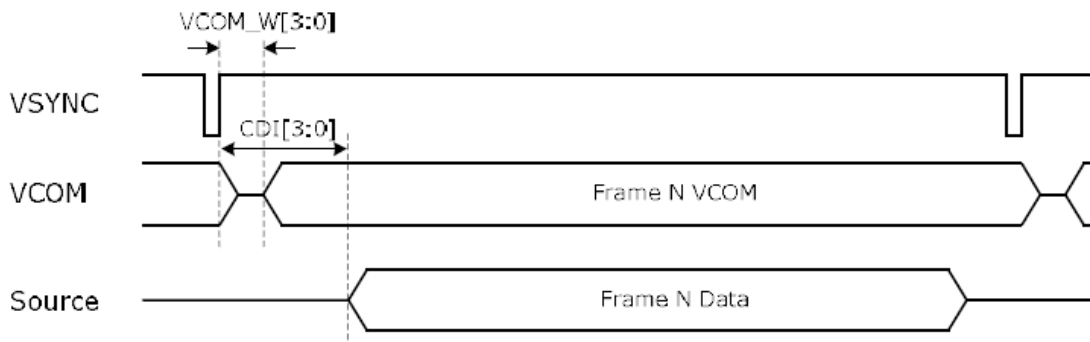 VCOM_W[3:0]
VSYNC
CDI[3:0]
VCOM
Frame N VCOM
Source
Frame N Data